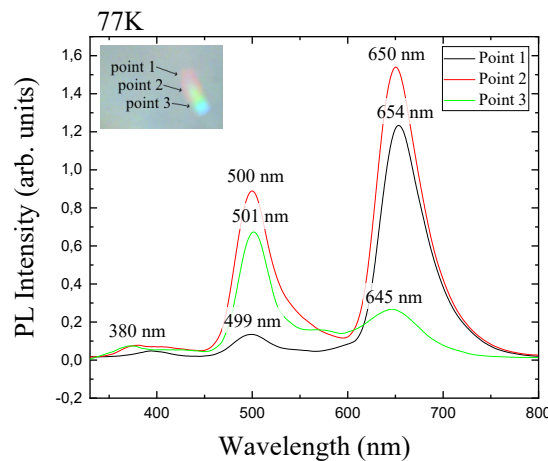 77K
point 1
point 2
point 3
650 nm
654 nm
500 nm
501 nm
645 nm
499 nm
380 nm
Point 1
Point 2
Point 3
PL Intensity (arb. units)
1,6
1,4
1,2
1,0
0,8
0,6
0,4
0,2
0,0
-0,2
400
500
600
700
800
Wavelength (nm)